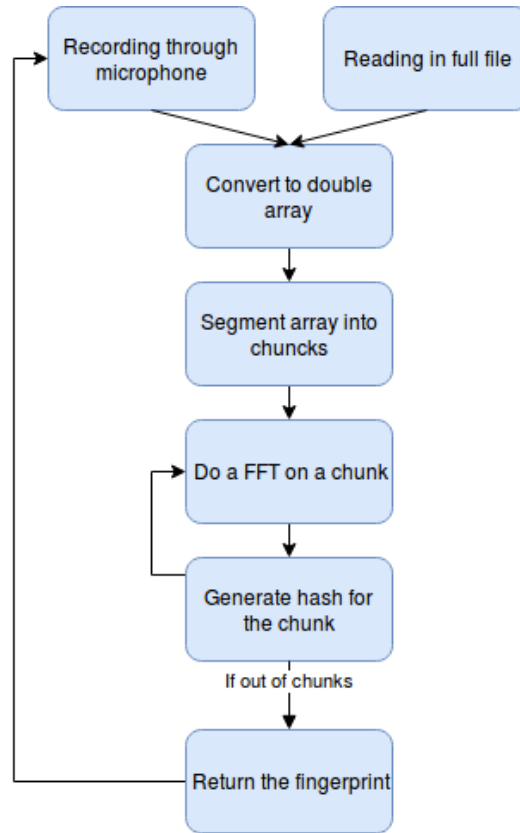 Recording through
microphone
Reading in full file
Convert to double
array
Segment array into
chuncks
Do a FFT on a chunk
Generate hash for
the chunk
If out of chunks
Return the fingerprint